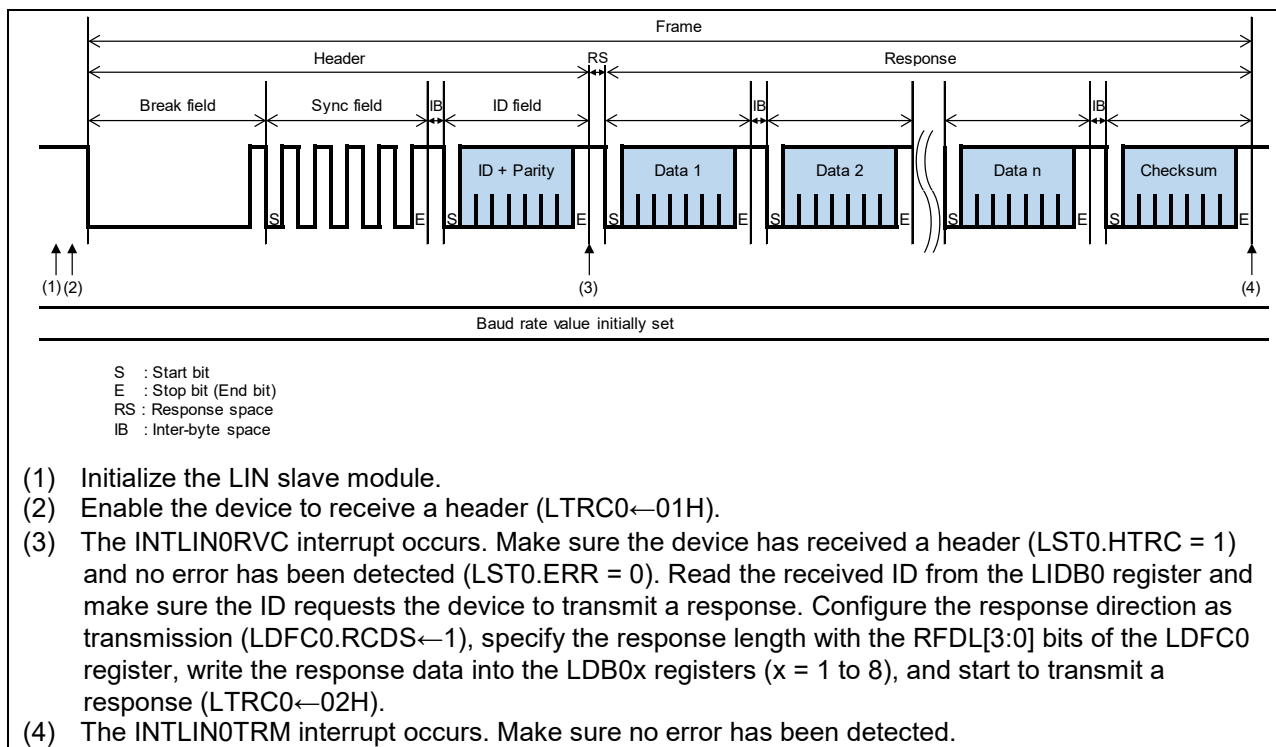 Frame
Header
RS
Response
Break field
Sync field
IB
ID field
IB
IB
ID + Parity
Data 1
Data 2
Data n
Checksum
S
E
S
E
S
E
S
E
S
E
S
E
(1)
(2)
(3)
(4)
Baud rate value initially set
S : Start bit
E : Stop bit (End bit)
RS : Response space
IB : Inter-byte space
(1) Initialize the LIN slave module.
(2) Enable the device to receive a header (LTRC0←01H).
(3) The INTLIN0RVC interrupt occurs. Make sure the device has received a header (LST0.HTRC = 1)
and no error has been detected (LST0.ERR = 0). Read the received ID from the LIDB0 register and
make sure the ID requests the device to transmit a response. Configure the response direction as
transmission (LDFC0.RCDS←1), specify the response length with the RFDL[3:0] bits of the LDFC0
register, write the response data into the LDB0x registers (x = 1 to 8), and start to transmit a
response (LTRC0←02H).
(4) The INTLIN0TRM interrupt occurs. Make sure no error has been detected.